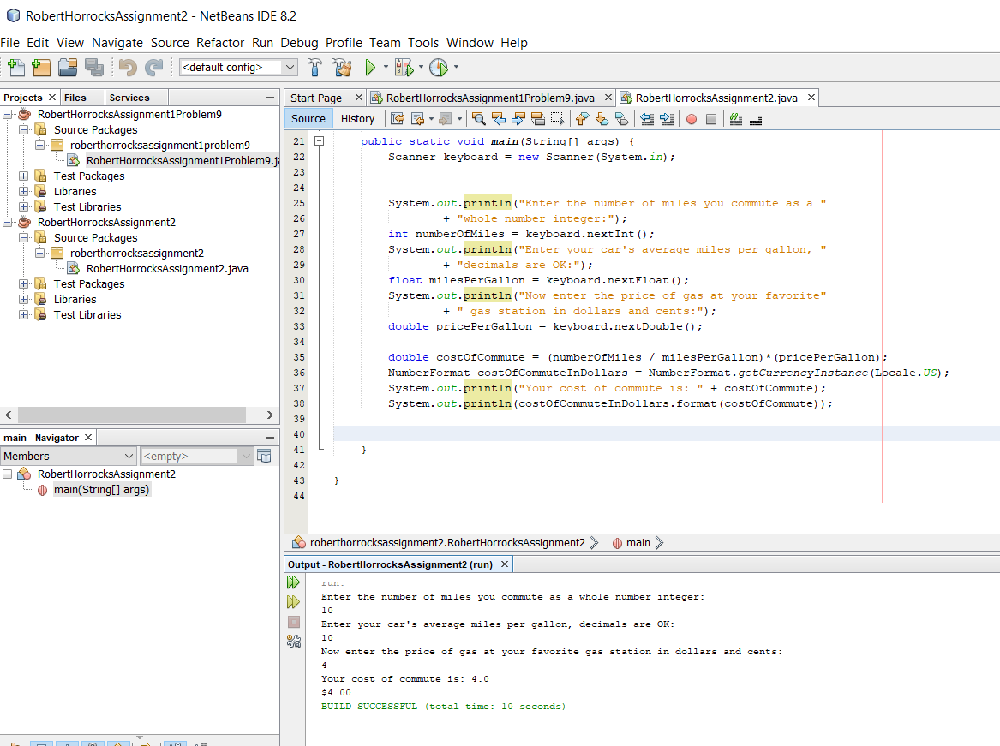 RobertHorrocksAssignment2 - NetBeans IDE 8.2
File Edit View Navigate Source Refactor Run Debug Profile Team Tools Window Help
<default config>
Projects Files Services
RobertHorrocksAssignment1Problem9
Source Packages
roberthorrocksassignment1problem9
RobertHorrocksAssignment1Problem9.ja
Test Packages
Libraries
Test Libraries
RobertHorrocksAssignment2
Source Packages
roberthorrocksassignment2
RobertHorrocksAssignment2.java
Test Packages
Libraries
Test Libraries
main - Navigator
Members <empty>
RobertHorrocksAssignment2
main(String[] args)
Start Page RobertHorrocksAssignment1Problem9.java RobertHorrocksAssignment2.java
Source History
21 public static void main(String[] args) {
22 Scanner keyboard = new Scanner(System.in);
23
24
25 System.out.println("Enter the number of miles you commute as a "
26 + "whole number integer:");
27 int numberOfMiles = keyboard.nextInt();
28 System.out.println("Enter your car's average miles per gallon, "
29 + "decimals are OK:");
30 float milesPerGallon = keyboard.nextFloat();
31 System.out.println("Now enter the price of gas at your favorite"
32 + " gas station in dollars and cents:");
33 double pricePerGallon = keyboard.nextDouble();
34
35 double costOfCommute = (numberOfMiles / milesPerGallon)*(pricePerGallon);
36 NumberFormat costOfCommuteInDollars = NumberFormat.getCurrencyInstance(Locale.US);
37 System.out.println("Your cost of commute is: " + costOfCommute);
38 System.out.println(costOfCommuteInDollars.format(costOfCommute));
39
40
41 }
42
43 }
44
roberthorrocksassignment2.RobertHorrocksAssignment2 main
Output - RobertHorrocksAssignment2 (run)
run:
Enter the number of miles you commute as a whole number integer:
10
Enter your car's average miles per gallon, decimals are OK:
10
Now enter the price of gas at your favorite gas station in dollars and cents:
4
Your cost of commute is: 4.0
$4.00
BUILD SUCCESSFUL (total time: 10 seconds)